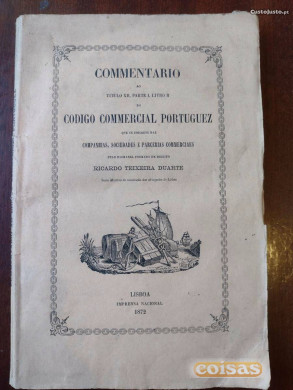 CustoJusto.pt
COMMENTARIO
AO
TITULO XII, PARTE I, LIVRO II
DO
CODIGO COMMERCIAL PORTUGUEZ
COMPANHIAS, SOCIEDADES E PARCERIAS COMMERCIAES
RICARDO TEIXEIRA DUARTE
LISBOA
IMPRENSA NACIONAL
1872
coisas